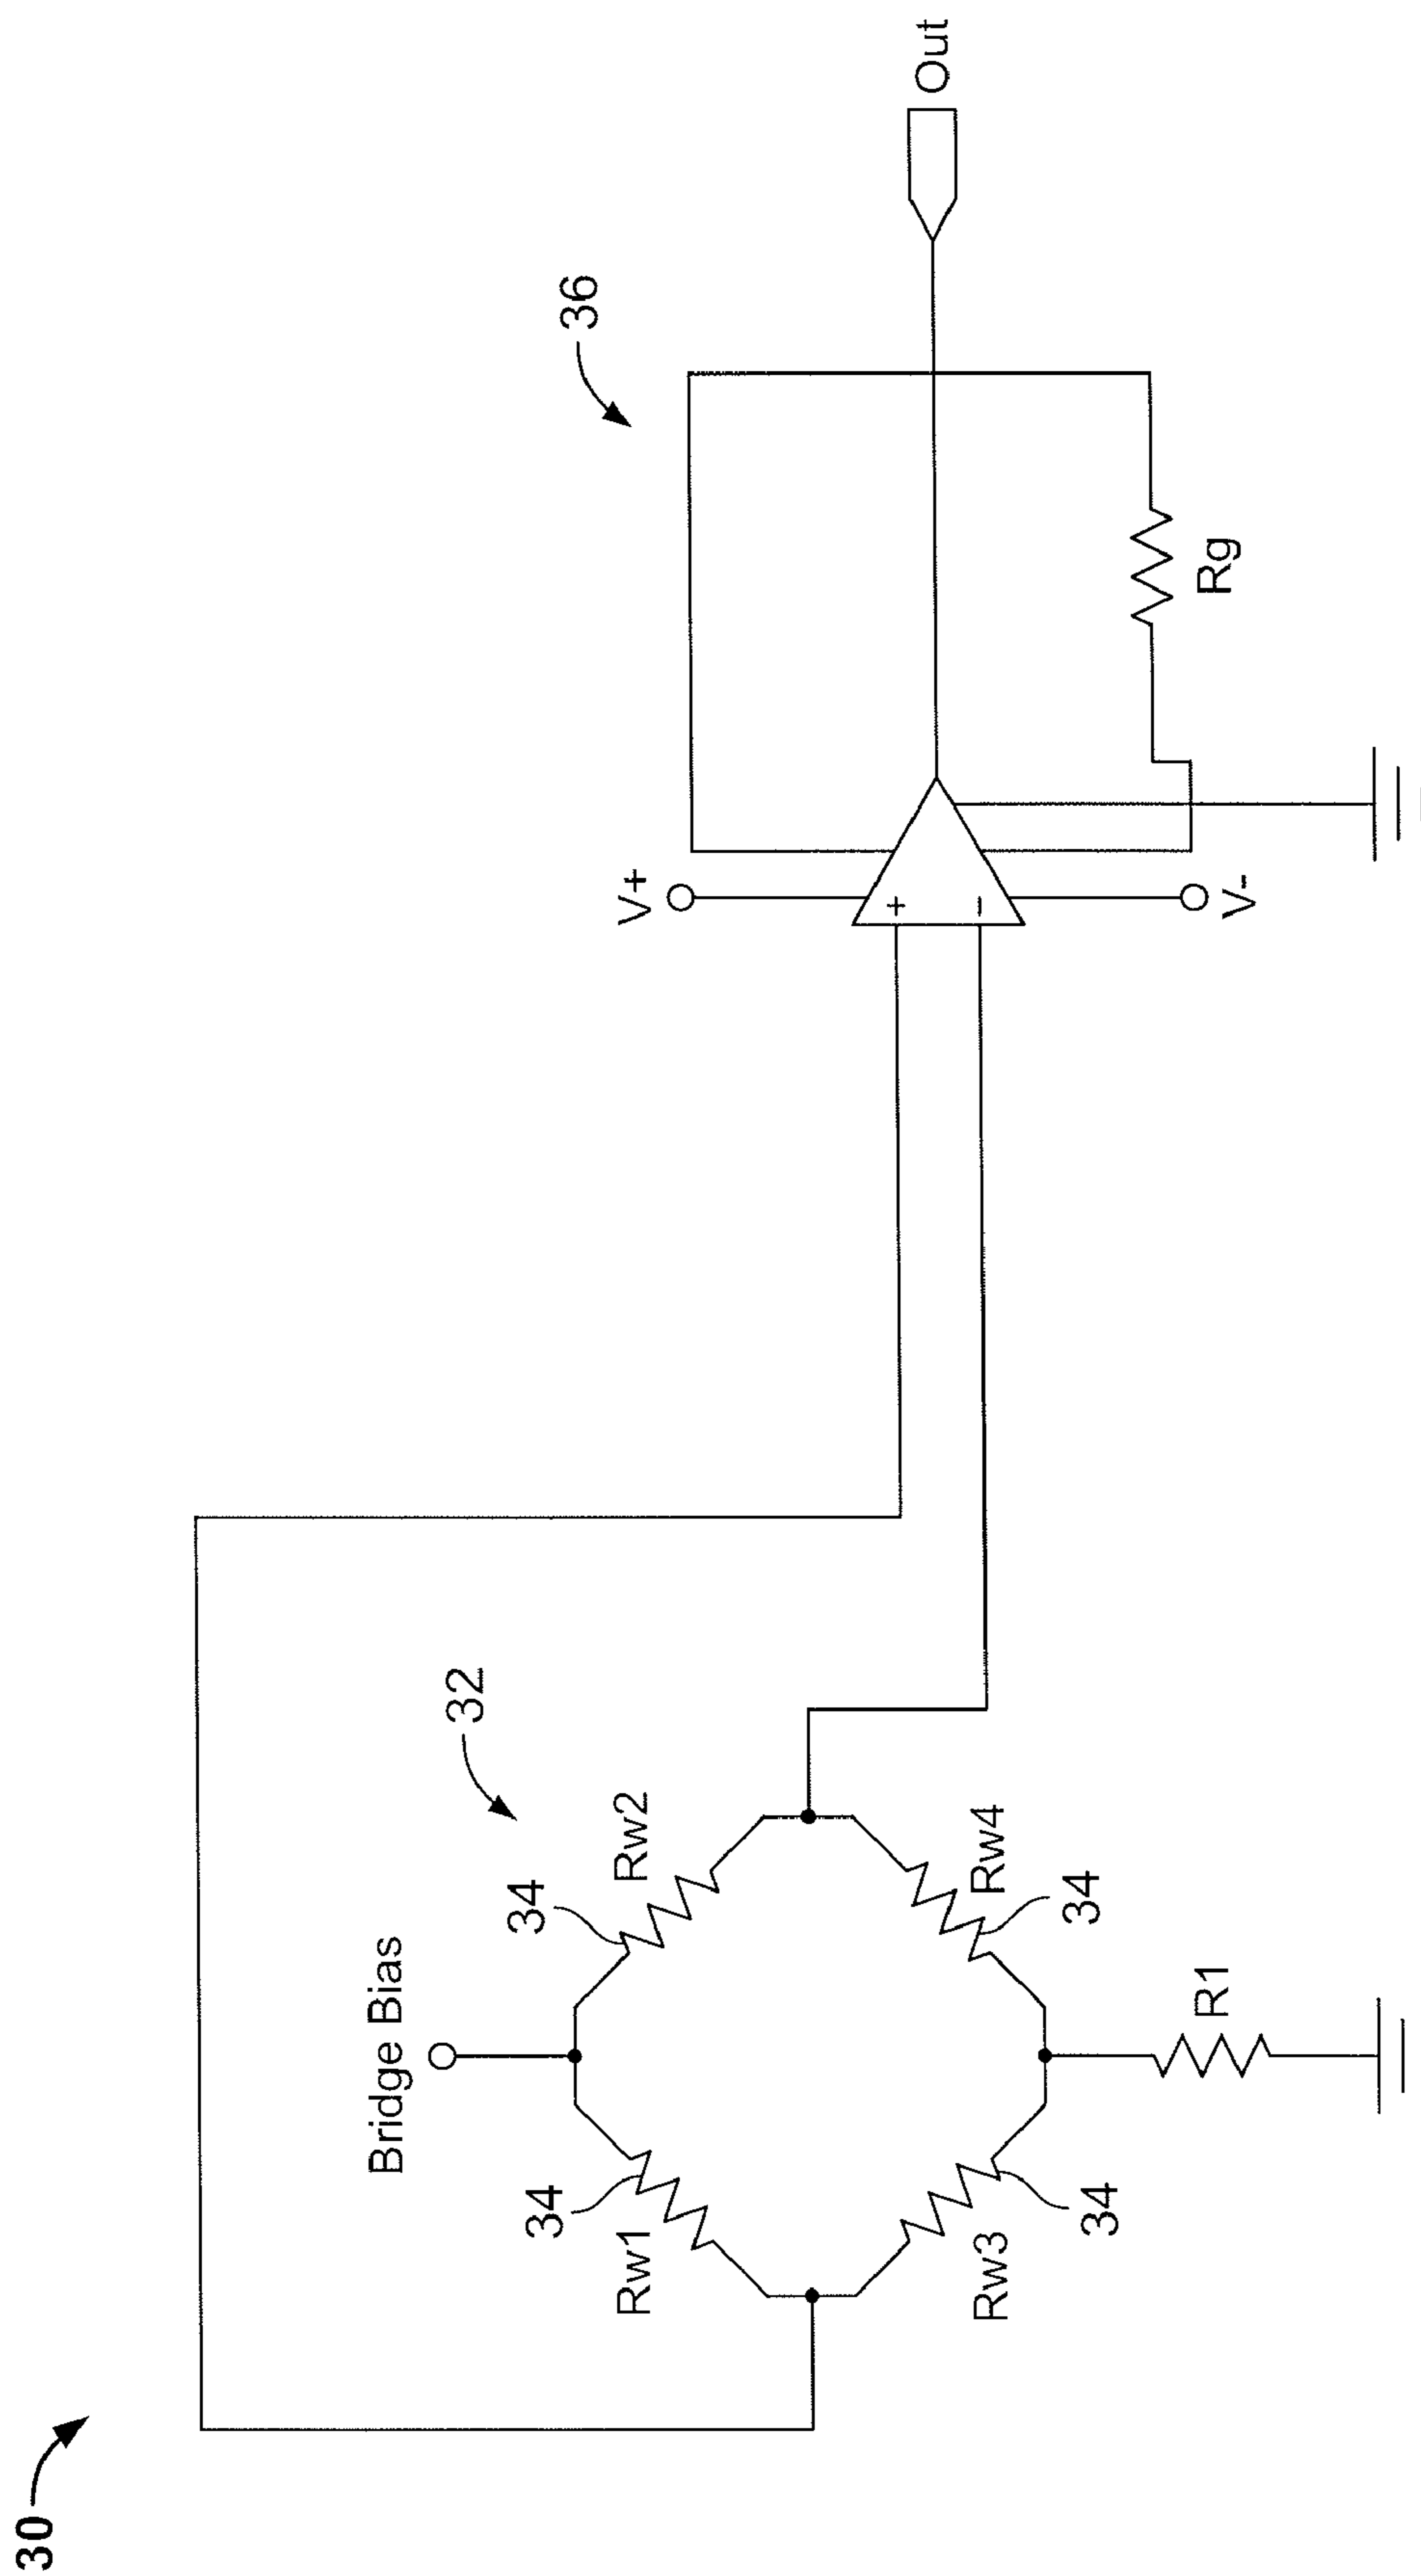 30
32
36
Bridge Bias
34
34
Rw1
Rw2
Rw3
Rw4
34
34
R1
V+
+
−
V-
Rg
Out